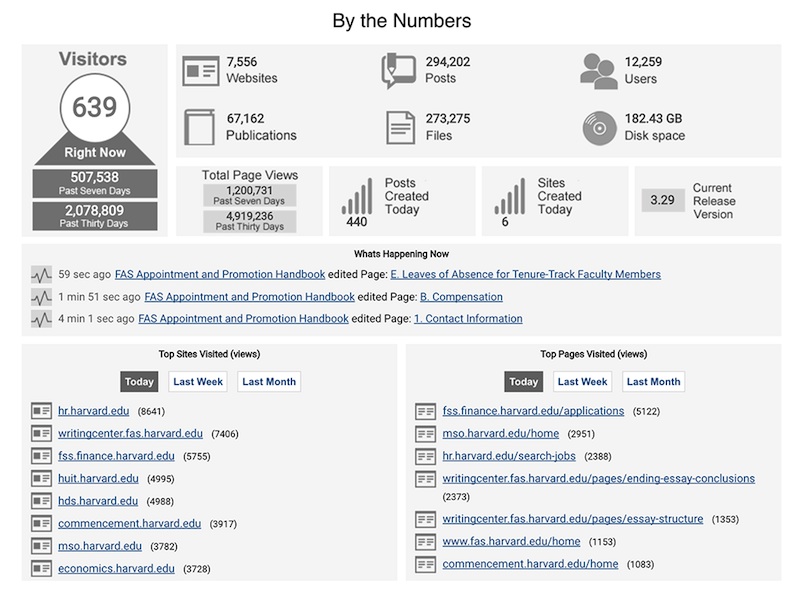 By the Numbers
Visitors
639
Right Now
507,538
Past Seven Days
2,078,809
Past Thirty Days
7,556
Websites
294,202
Posts
12,259
Users
67,162
Publications
273,275
Files
182.43 GB
Disk space
Total Page Views
1,200,731
Past Seven Days
4,919,236
Past Thirty Days
Posts
Created
Today
440
Sites
Created
Today
6
3.29
Current
Release
Version
Whats Happening Now
59 sec ago FAS Appointment and Promotion Handbook edited Page: E. Leaves of Absence for Tenure-Track Faculty Members
1 min 51 sec ago FAS Appointment and Promotion Handbook edited Page: B. Compensation
4 min 1 sec ago FAS Appointment and Promotion Handbook edited Page: 1. Contact Information
Top Sites Visited (views)
Today Last Week Last Month
hr.harvard.edu (8641)
writingcenter.fas.harvard.edu (7406)
fss.finance.harvard.edu (5755)
huit.harvard.edu (4995)
hds.harvard.edu (4988)
commencement.harvard.edu (3917)
mso.harvard.edu (3782)
economics.harvard.edu (3728)
Top Pages Visited (views)
Today Last Week Last Month
fss.finance.harvard.edu/applications (5122)
mso.harvard.edu/home (2951)
hr.harvard.edu/search-jobs (2388)
writingcenter.fas.harvard.edu/pages/ending-essay-conclusions
(2373)
writingcenter.fas.harvard.edu/pages/essay-structure (1353)
www.fas.harvard.edu/home (1153)
commencement.harvard.edu/home (1083)